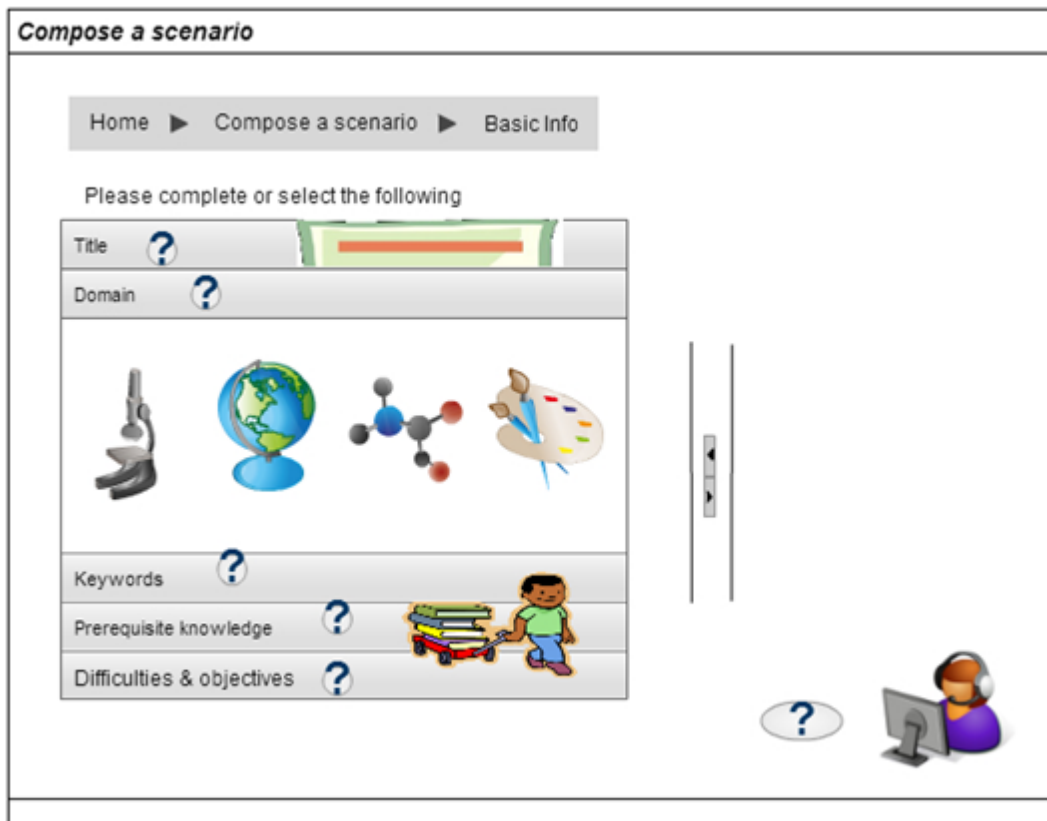 Compose a scenario
Home ▶ Compose a scenario ▶ Basic Info
Please complete or select the following
Title ?
Domain ?
Keywords ?
Prerequisite knowledge ?
Difficulties & objectives ?
?